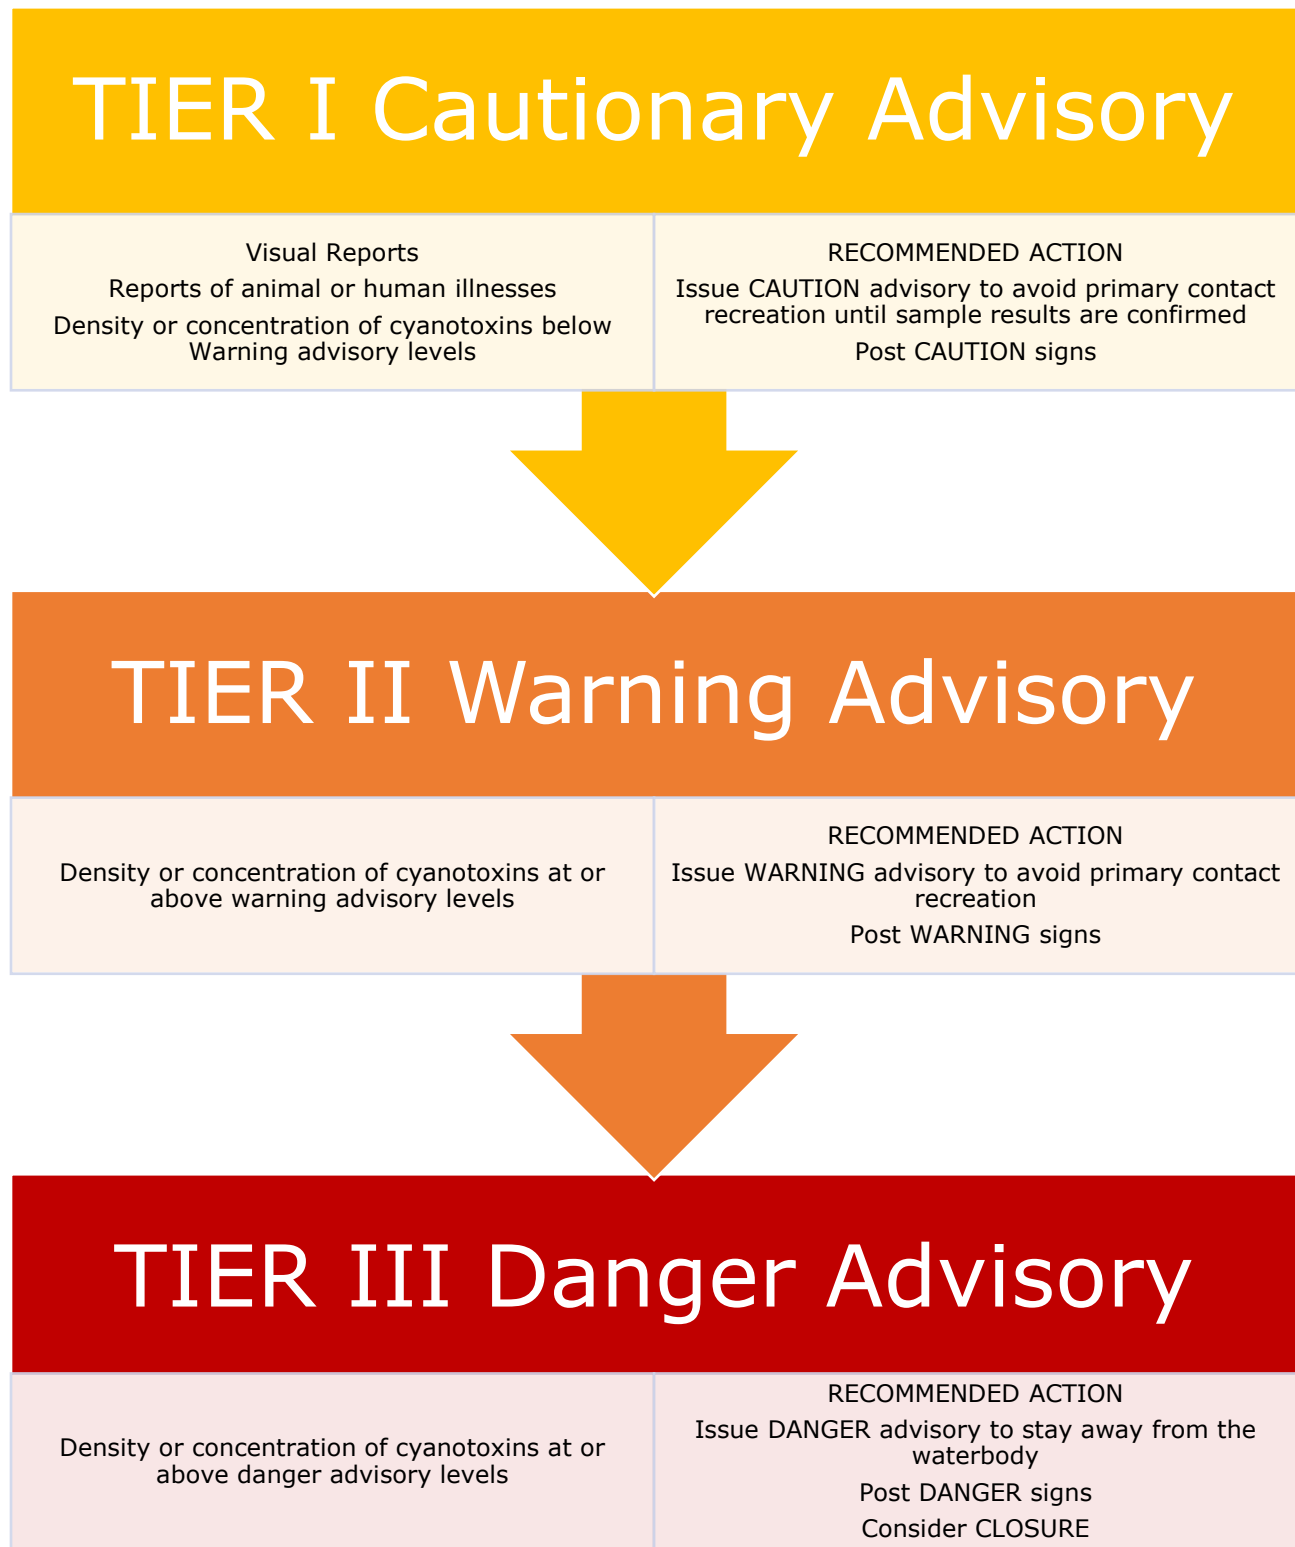 TIER I Cautionary Advisory
Visual Reports
Reports of animal or human illnesses
Density or concentration of cyanotoxins below
Warning advisory levels
RECOMMENDED ACTION
Issue CAUTION advisory to avoid primary contact
recreation until sample results are confirmed
Post CAUTION signs
TIER II Warning Advisory
Density or concentration of cyanotoxins at or
above warning advisory levels
RECOMMENDED ACTION
Issue WARNING advisory to avoid primary contact
recreation
Post WARNING signs
TIER III Danger Advisory
Density or concentration of cyanotoxins at or
above danger advisory levels
RECOMMENDED ACTION
Issue DANGER advisory to stay away from the
waterbody
Post DANGER signs
Consider CLOSURE